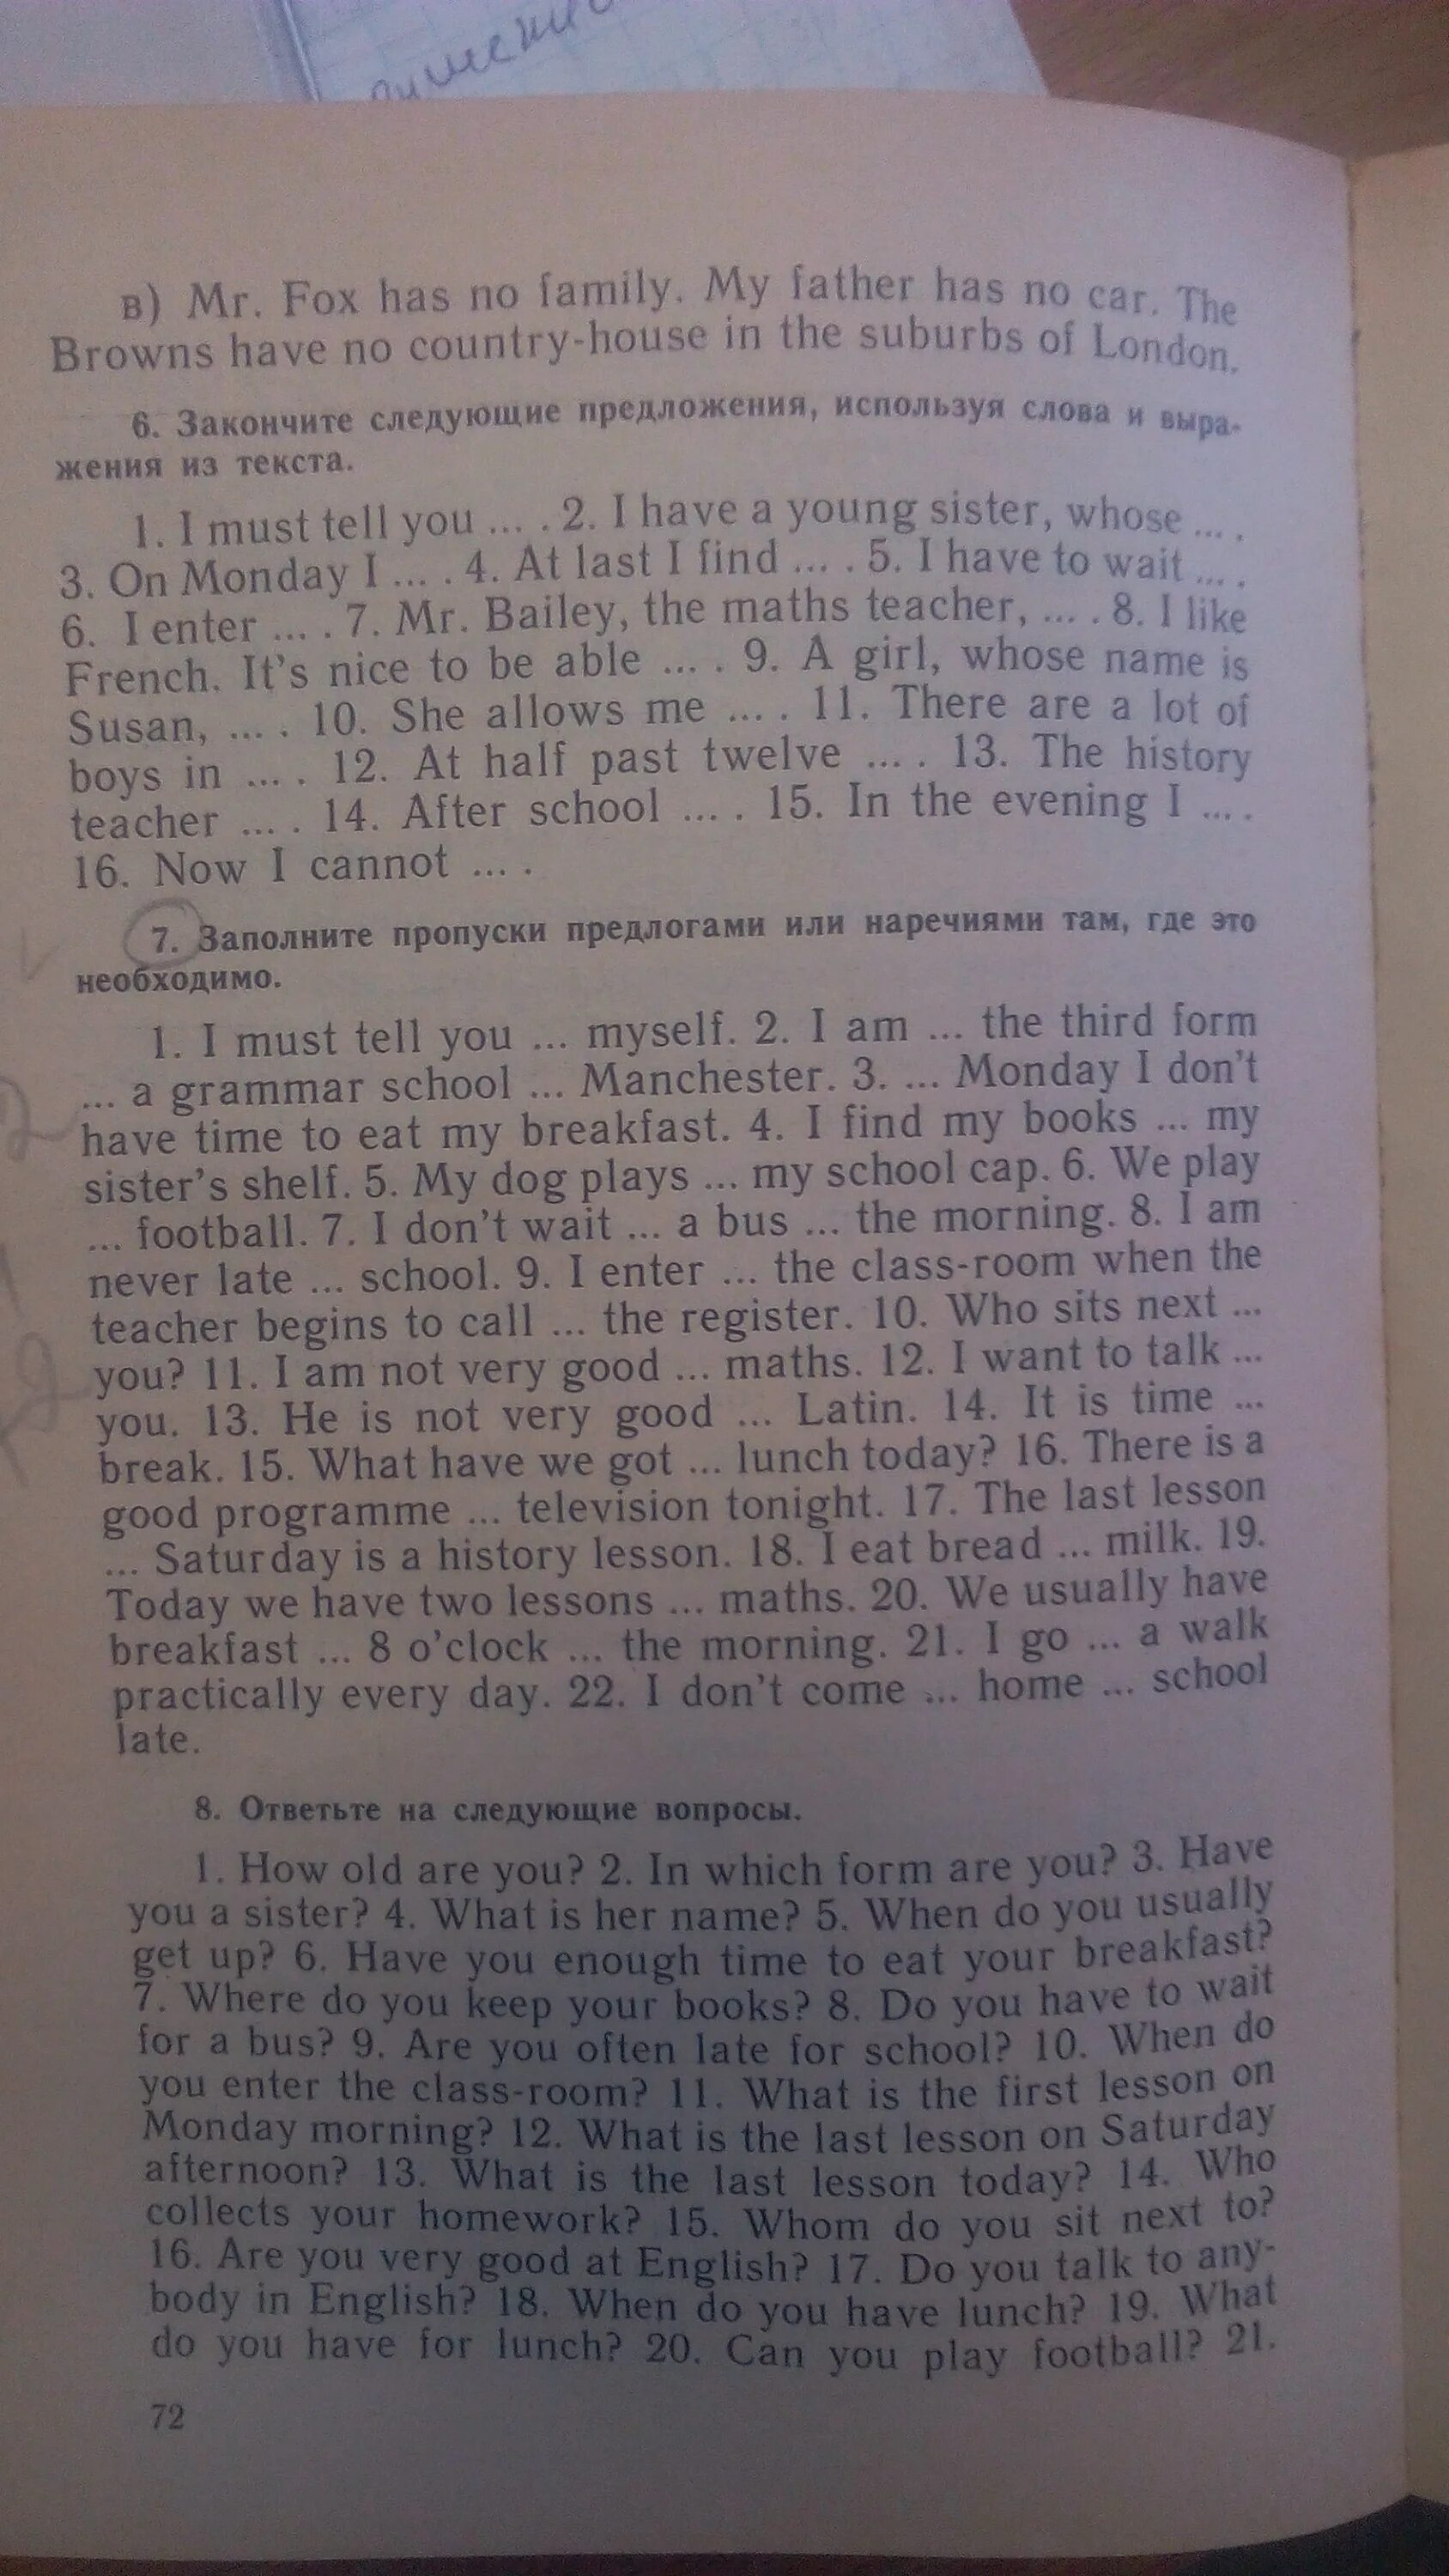 в) Mr. Fox has no family. My father has no car. The
Browns have no country-house in the suburbs of London.
6. Закончите следующие предложения, используя слова и выра-
жения из текста.
1. I must tell you ... . 2. I have a young sister, whose ... .
3. On Monday I ... . 4. At last I find ... . 5. I have to wait ... .
6. I enter ... . 7. Mr. Bailey, the maths teacher, ... . 8. I like
French. It's nice to be able ... . 9. A girl, whose name is
Susan, ... . 10. She allows me ... . 11. There are a lot of
boys in ... . 12. At half past twelve ... . 13. The history
teacher ... . 14. After school ... . 15. In the evening I ... .
16. Now I cannot ... .
7. Заполните пропуски предлогами или наречиями там, где это
необходимо.
1. I must tell you ... myself. 2. I am ... the third form
... a grammar school ... Manchester. 3. ... Monday I don't
have time to eat my breakfast. 4. I find my books ... my
sister's shelf. 5. My dog plays ... my school cap. 6. We play
... football. 7. I don't wait ... a bus ... the morning. 8. I am
never late ... school. 9. I enter ... the class-room when the
teacher begins to call ... the register. 10. Who sits next ...
you? 11. I am not very good ... maths. 12. I want to talk ...
you. 13. He is not very good ... Latin. 14. It is time ...
break. 15. What have we got ... lunch today? 16. There is a
good programme ... television tonight. 17. The last lesson
... Saturday is a history lesson. 18. I eat bread ... milk. 19.
Today we have two lessons ... maths. 20. We usually have
breakfast ... 8 o'clock ... the morning. 21. I go ... a walk
practically every day. 22. I don't come ... home ... school
late.
8. Ответьте на следующие вопросы.
1. How old are you? 2. In which form are you? 3. Have
you a sister? 4. What is her name? 5. When do you usually
get up? 6. Have you enough time to eat your breakfast?
7. Where do you keep your books? 8. Do you have to wait
for a bus? 9. Are you often late for school? 10. When do
you enter the class-room? 11. What is the first lesson on
Monday morning? 12. What is the last lesson on Saturday
afternoon? 13. What is the last lesson today? 14. Who
collects your homework? 15. Whom do you sit next to?
16. Are you very good at English? 17. Do you talk to any-
body in English? 18. When do you have lunch? 19. What
do you have for lunch? 20. Can you play football? 21.
72